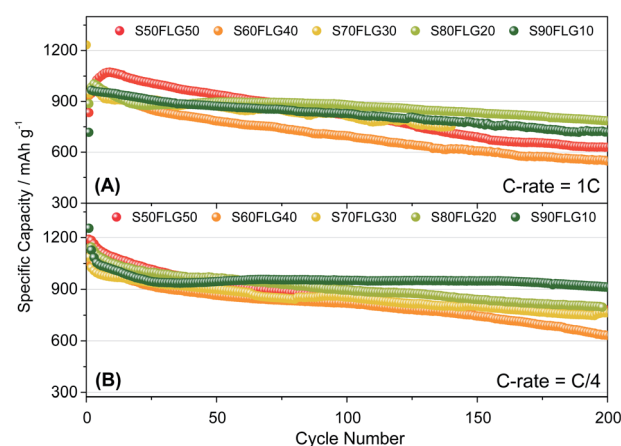 S50FLG50 S60FLG40 S70FLG30 S80FLG20 S90FLG10
1200
900
600
(A)
C-rate = 1C
300
S50FLG50 S60FLG40 S70FLG30 S80FLG20 S90FLG10
1200
900
600
300
(B)
C-rate = C/4
0 50 100 150 200
Cycle Number
Specific Capacity / mAh g⁻¹